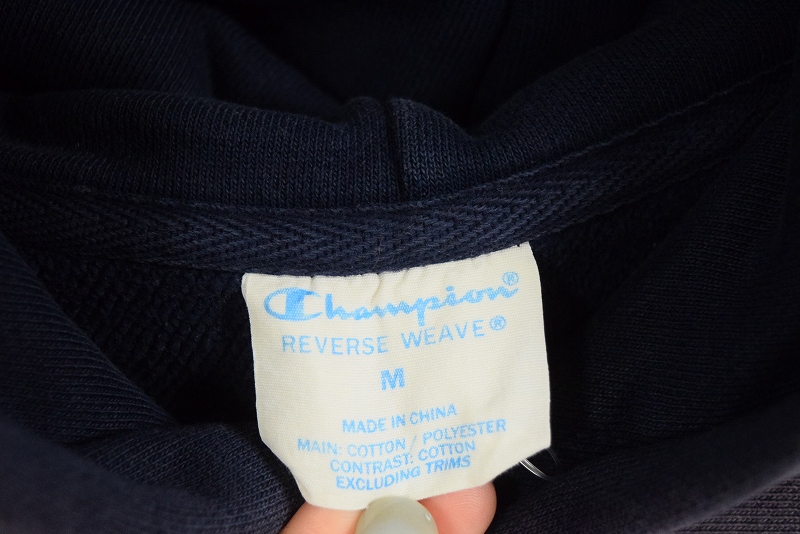 Champion®
REVERSE WEAVE®
M
MADE IN CHINA
MAIN: COTTON / POLYESTER
CONTRAST: COTTON
EXCLUDING TRIMS